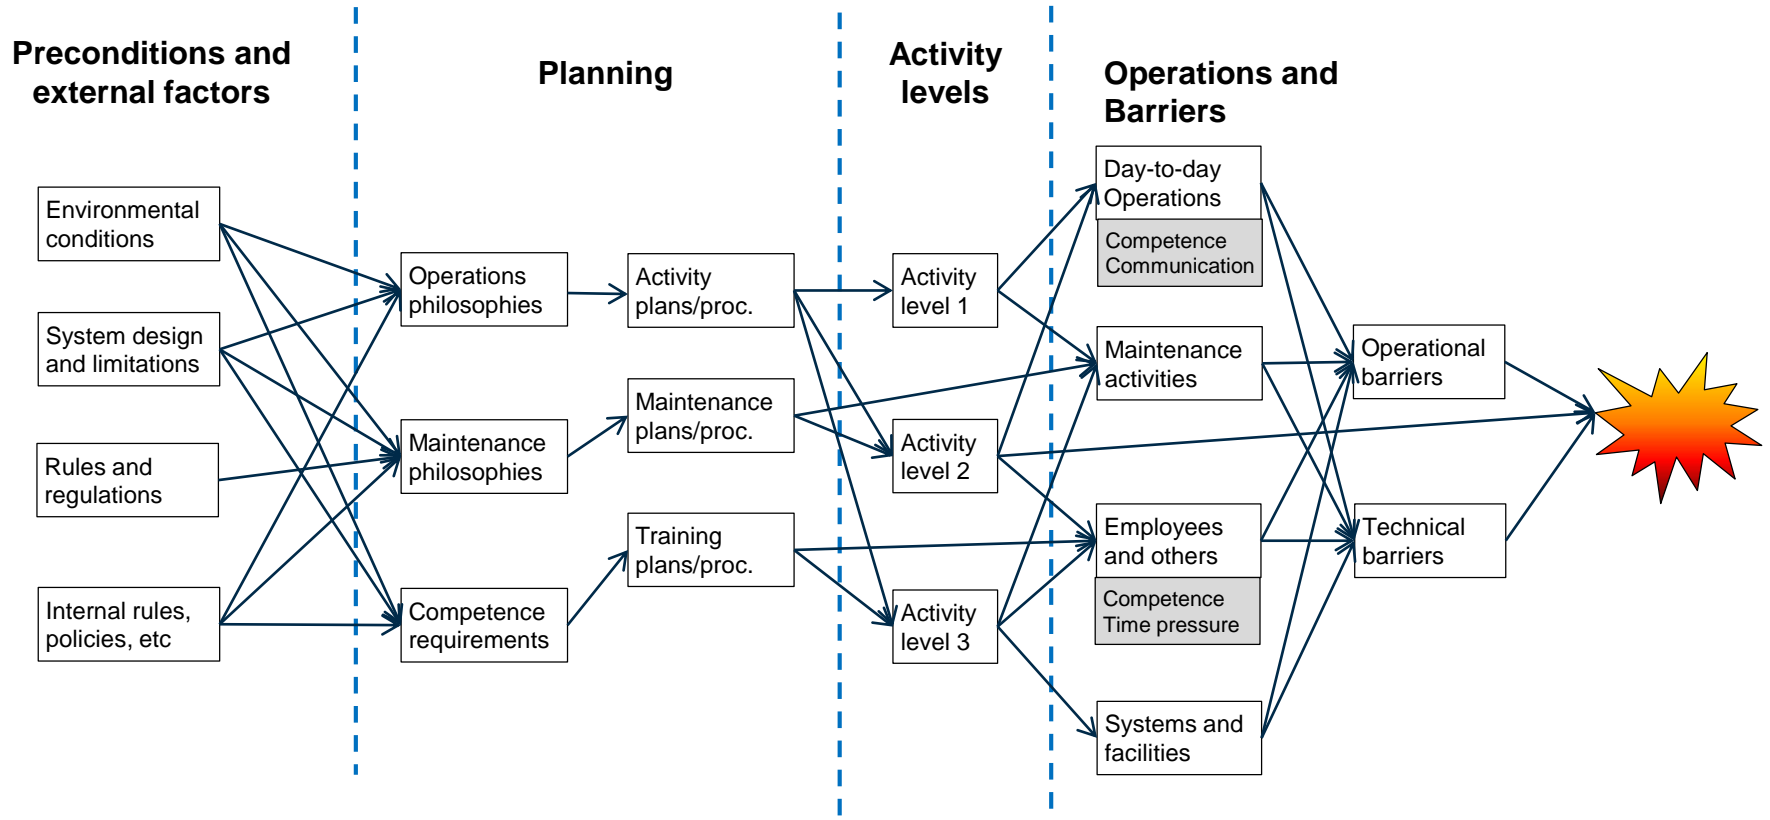 Preconditions and
external factors
Planning
Activity
levels
Operations and
Barriers
Environmental
conditions
System design
and limitations
Rules and
regulations
Internal rules,
policies, etc
Operations
philosophies
Maintenance
philosophies
Competence
requirements
Activity
plans/proc.
Maintenance
plans/proc.
Training
plans/proc.
Activity
level 1
Activity
level 2
Activity
level 3
Day-to-day
Operations
Competence
Communication
Maintenance
activities
Employees
and others
Competence
Time pressure
Systems and
facilities
Operational
barriers
Technical
barriers